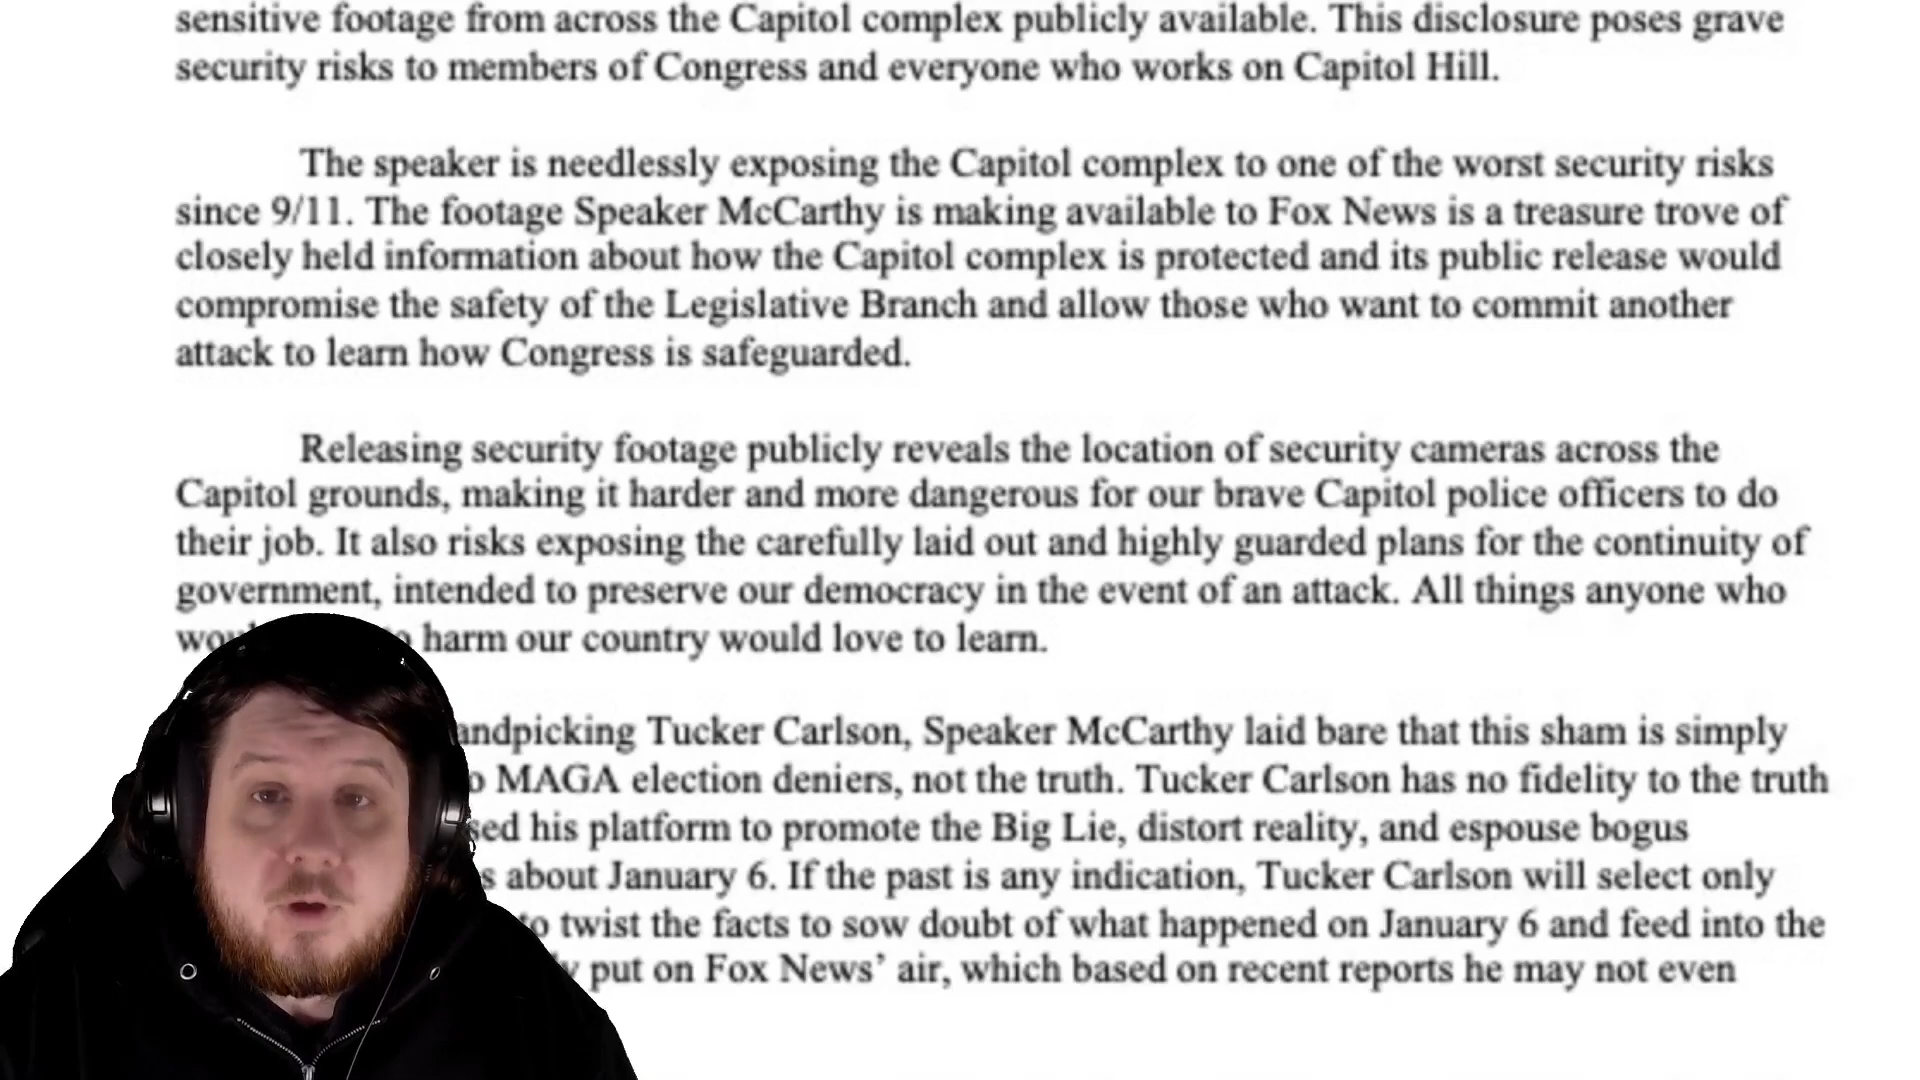 sensitive footage from across the Capitol complex publicly available. This disclosure poses grave
security risks to members of Congress and everyone who works on Capitol Hill.
The speaker is needlessly exposing the Capitol complex to one of the worst security risks
since 9/11. The footage Speaker McCarthy is making available to Fox News is a treasure trove of
closely held information about how the Capitol complex is protected and its public release would
compromise the safety of the Legislative Branch and allow those who want to commit another
attack to learn how Congress is safeguarded.
Releasing security footage publicly reveals the location of security cameras across the
Capitol grounds, making it harder and more dangerous for our brave Capitol police officers to do
their job. It also risks exposing the carefully laid out and highly guarded plans for the continuity of
government, intended to preserve our democracy in the event of an attack. All things anyone who
harm our country would love to learn.
Tucker Carlson, Speaker McCarthy laid bare that this sham is simply
MAGA election deniers, not the truth. Tucker Carlson has no fidelity to the truth
his platform to promote the Big Lie, distort reality, and espouse bogus
about January 6. If the past is any indication, Tucker Carlson will select only
to twist the facts to sow doubt of what happened on January 6 and feed into the
put on Fox News' air, which based on recent reports he may not even